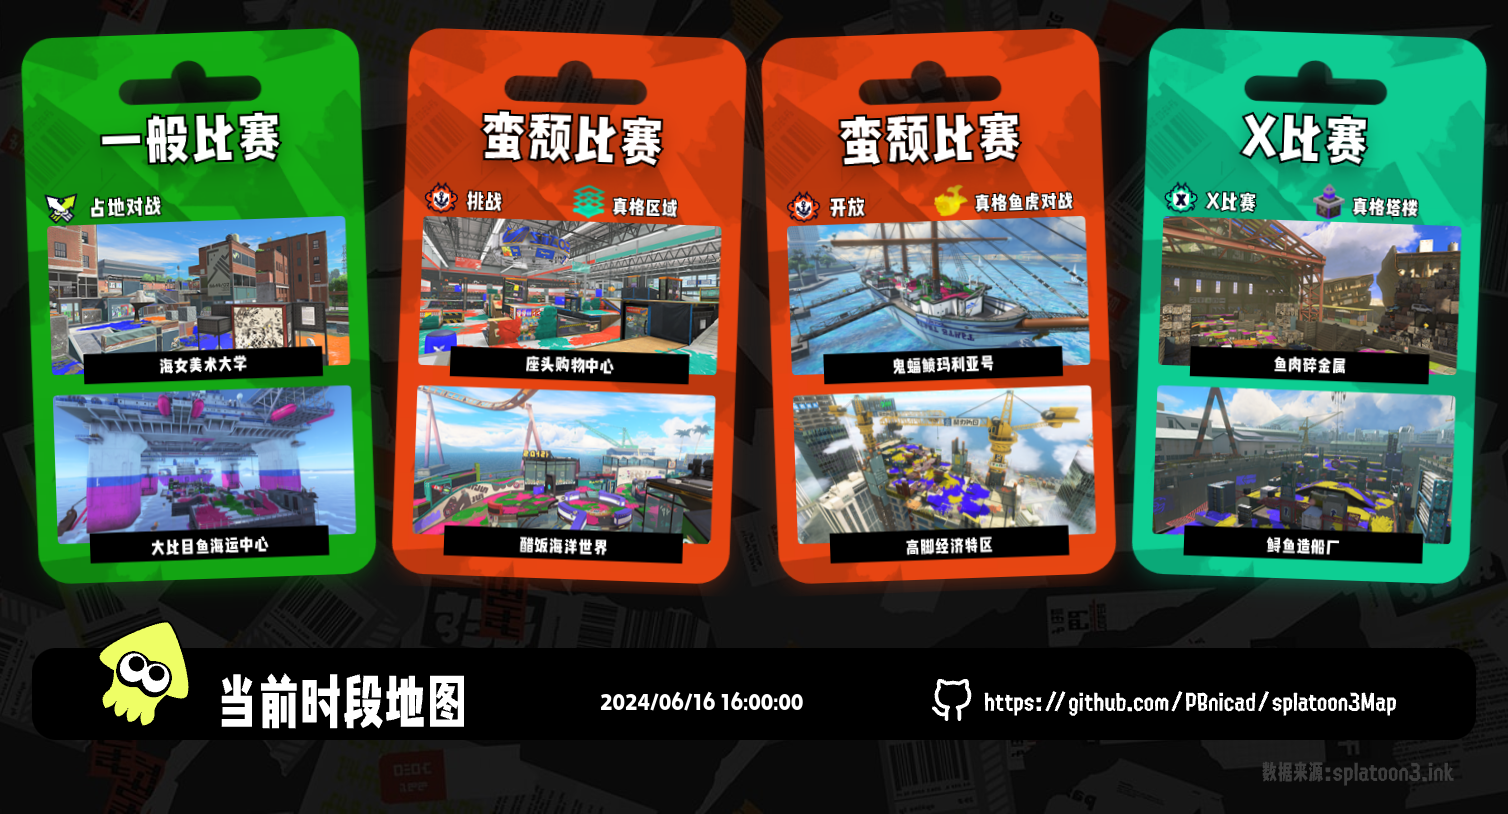 一般比赛
占地对战
海女美术大学
大比目鱼海运中心
蛮颓比赛
挑战
真格区域
座头购物中心
醋饭海洋世界
蛮颓比赛
开放
真格鱼虎对战
鬼蝠鲼玛利亚号
高脚经济特区
X比赛
X比赛
真格塔楼
鱼肉碎金属
鲟鱼造船厂
当前时段地图
2024/06/16 16:00:00
https://github.com/PBnicad/splatoon3Map
数据来源:splatoon3.ink